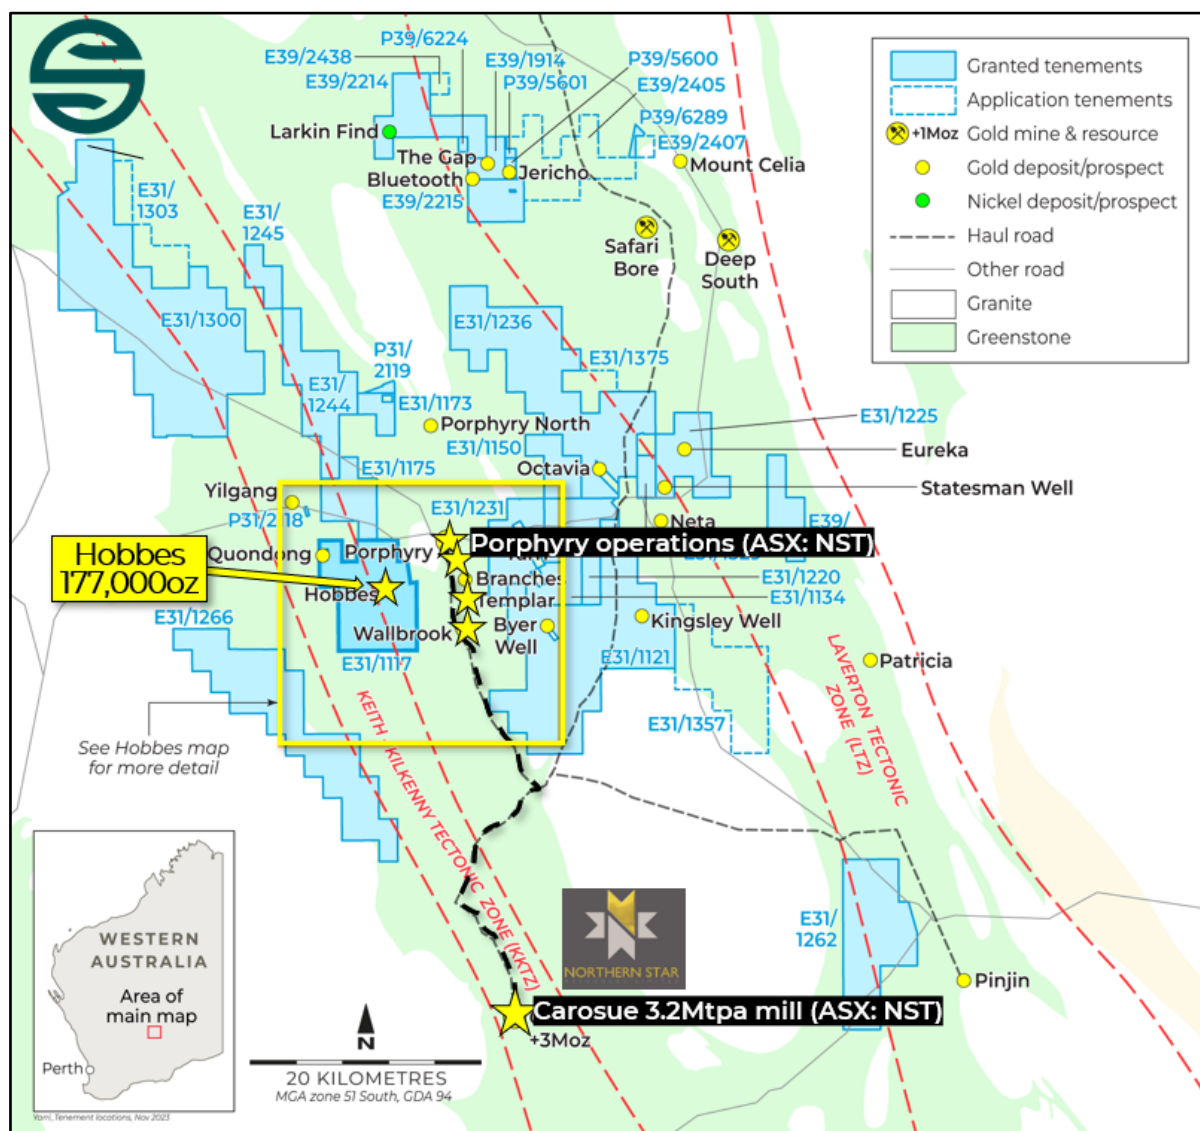 P39/6224
E39/2438
E39/1914
P39/5600
E39/2214
P39/5601
E39/2405
P39/6289
E39/2407
Larkin Find
The Gap
Bluetooth
Jericho
Mount Celia
E39/2215
Granted tenements
Application tenements
+1Moz Gold mine & resource
Gold deposit/prospect
Nickel deposit/prospect
Haul road
Other road
Granite
Greenstone
E31/
1303
E31/
1245
Safari
Bore
Deep
South
E31/1300
E31/1236
P31/
2119
E31/1375
E31/
1244
E31/1173
Porphyry North
E31/1150
E31/1225
Octavia
Eureka
E31/1175
Yilgang
Statesman Well
E31/1231
Neta
E39/
Quondong
Porphyry
Porphyry operations (ASX: NST)
Hobbes
177,000oz
Hobbes
Branches
E31/1220
Templar
E31/1134
E31/1266
Wallbrook
Byer
Well
Kingsley Well
E31/1117
E31/1121
Patricia
E31/1357
See Hobbes map
for more detail
KEITH - KILKENNY TECTONIC ZONE (KKTZ)
LAVERTON TECTONIC
ZONE (LTZ)
E31/
1262
WESTERN
AUSTRALIA
Area of
main map
Perth
NORTHERN STAR
Pinjin
Carosue 3.2Mtpa mill (ASX: NST)
+3Moz
N
20 KILOMETRES
MGA zone 51 South, GDA 94
Yarri_Tenement locations, Nov 2023